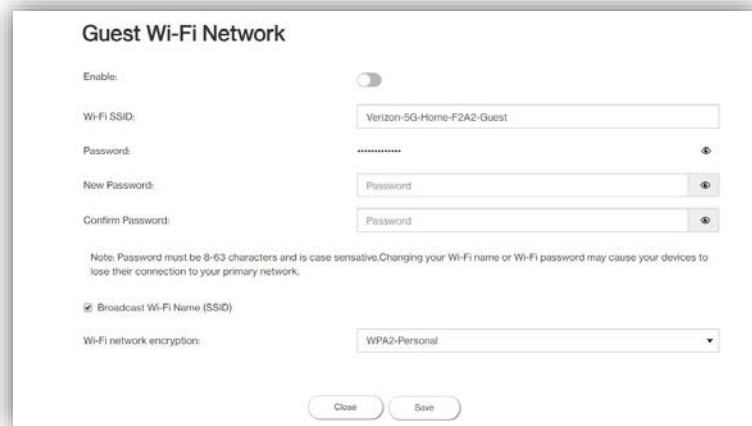 Guest Wi-Fi Network
Enable:
Wi-Fi SSID: Verizon-5G-Home-F2A2-Guest
Password: •••••••••••••
New Password: Password
Confirm Password: Password
Note: Password must be 8-63 characters and is case sensative.Changing your Wi-Fi name or Wi-Fi password may cause your devices to
lose their connection to your primary network.
Broadcast Wi-Fi Name (SSID)
Wi-Fi network encryption: WPA2-Personal
Close Save